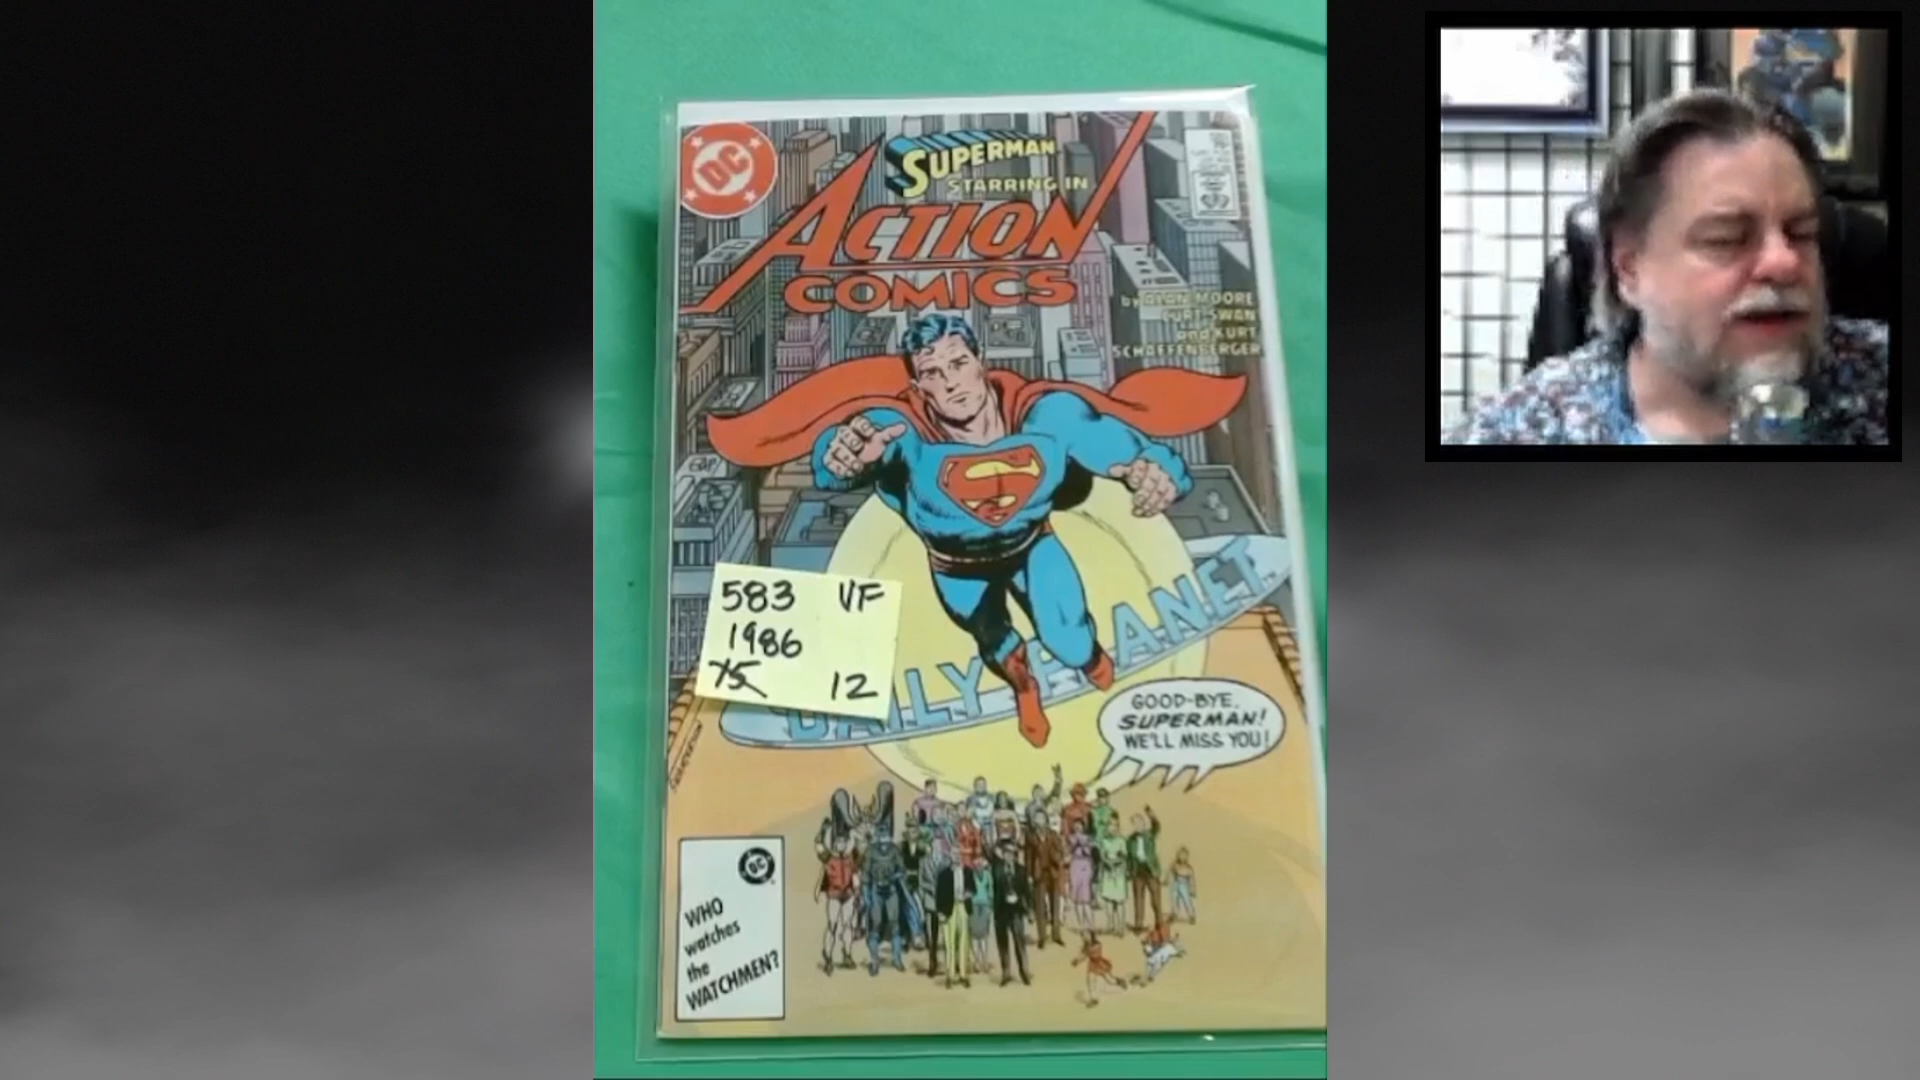 DC
SUPERMAN
STARRING IN
ACTION
COMICS
by ALAN MOORE
CURT SWAN
and KURT
SCHAFFENBERGER
583 VF
1986
15
12
DAILY PLANET
GOOD-BYE,
SUPERMAN!
WE'LL MISS YOU!
DC
WHO
watches
the
WATCHMEN?